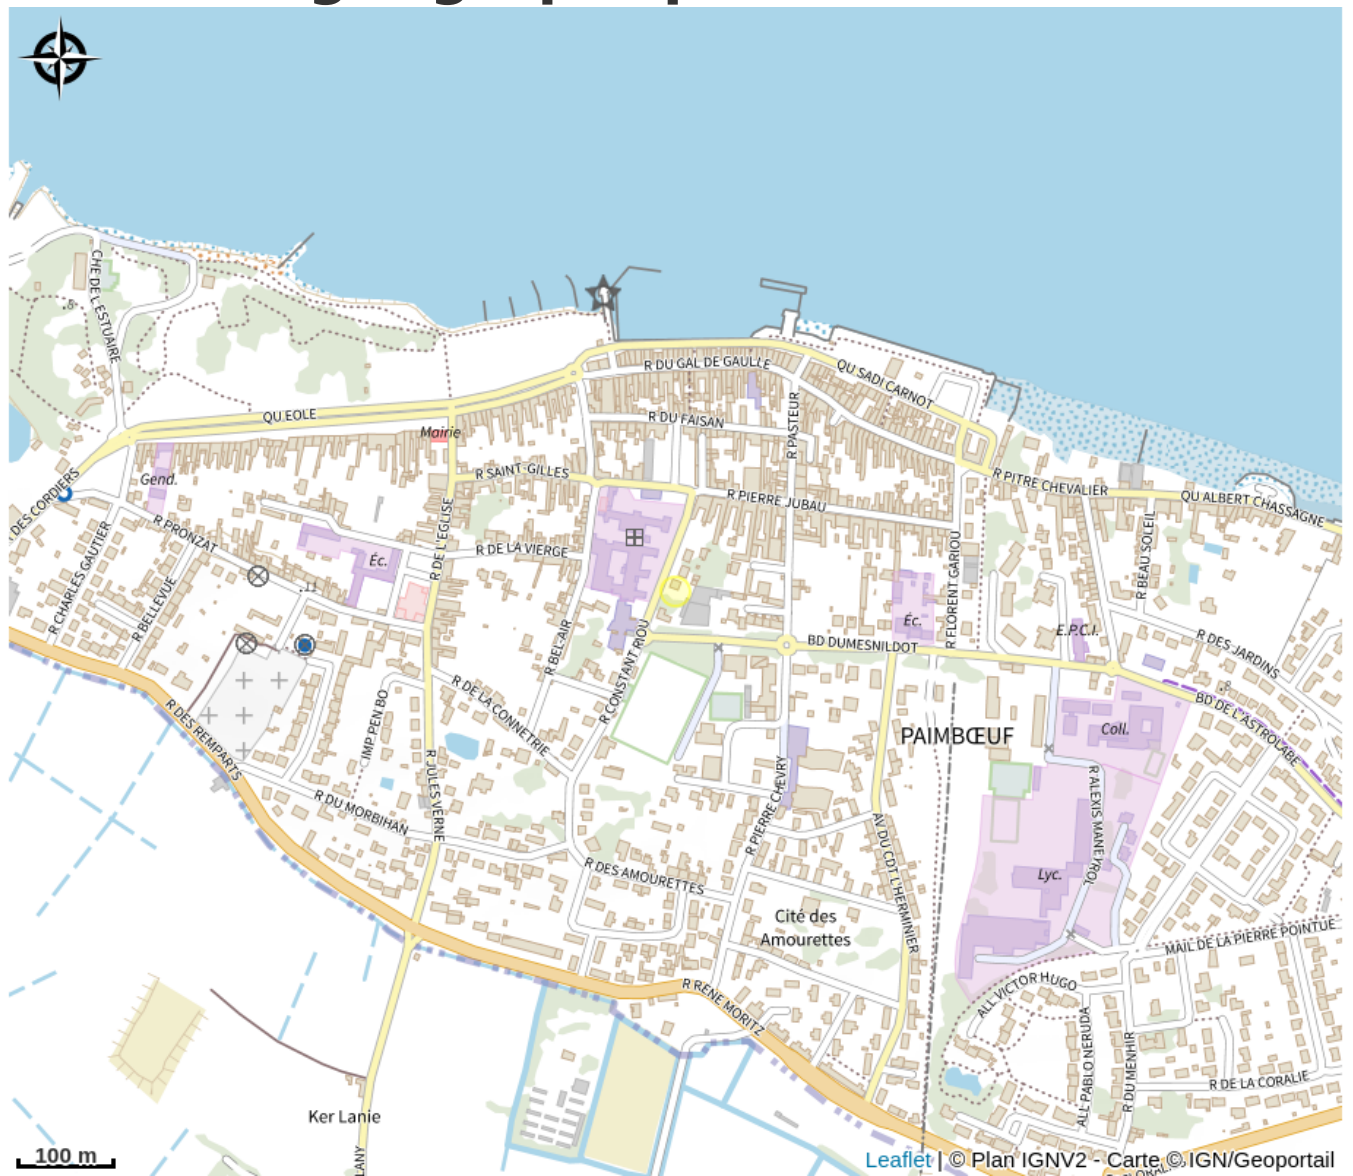 CHE DE L'ESTUAIRE
.8
R DU GAL DE GAULLE
QU SADI CARNOT
QU EOLE
Mairie
R DU FAISAN
R PASTEUR
Gend.
R SAINT-GILLES
R PIERRE JUBAU
R PITRE CHEVALIER
QU ALBERT CHASSAGNE
DES CORDIERS
R PRONZAT
R CHARLES GAUTIER
R BELLEVUE
R DE L'EGLISE
R DE LA VIERGE
Éc.
.11
R FLORENT GARIOU
R BEAU SOLEIL
Éc.
E.P.C.I.
R DES JARDINS
R BEL-AIR
R CONSTANT RIOU
BD DUMESNILDOT
R DES REMPARTS
IMP PEN BO
R DE LA CONNETRIE
.8
BD DE L'ASTROLABE
Coll.
PAIMBŒUF
R JULES VERNE
R DU MORBIHAN
R PIERRE CHEVRY
R ALEXIS MANEYROL
AV DU CDT L'HERMINIER
R DES AMOURETTES
Lyc.
Cité des
Amourettes
MAIL DE LA PIERRE POINTUE
R RENE MORITZ
ALL VICTOR HUGO
ALL PABLO NERUDA
R DU MENHIR
R DE LA CORALIE
Ker Lanie
LANY
100 m
Leaflet | © Plan IGNV2 - Carte © IGN/Geoportail